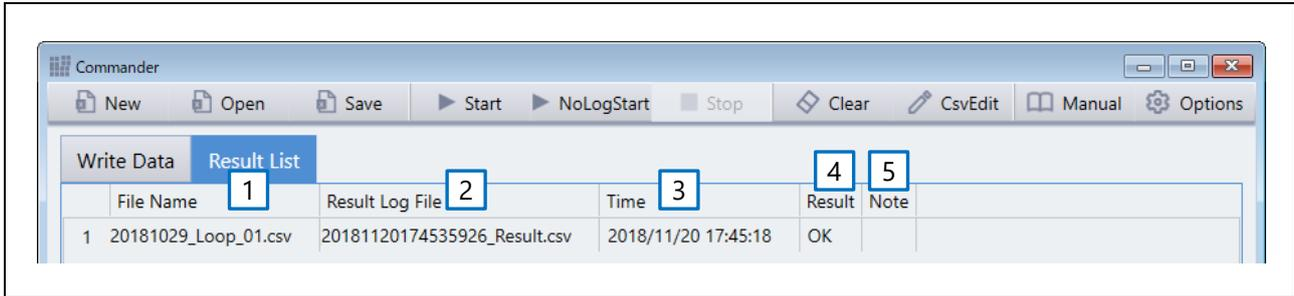 Commander
New Open Save Start NoLogStart Stop Clear CsvEdit Manual Options
Write Data Result List
1 2 3 4 5
File Name Result Log File Time Result Note
1 20181029_Loop_01.csv 20181120174535926_Result.csv 2018/11/20 17:45:18 OK